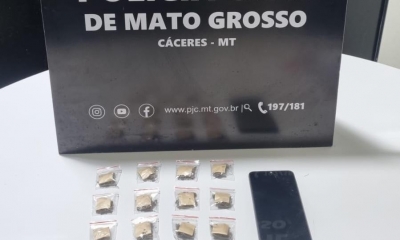 DE MATO GROSSO
CÁCERES - MT
www.pjc.mt.gov.br
197/181